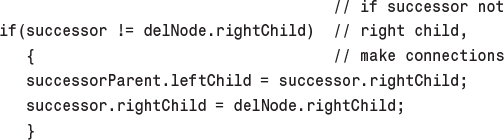 // if successor not
if(successor != delNode.rightChild) // right child,
{ // make connections
successorParent.leftChild = successor.rightChild;
successor.rightChild = delNode.rightChild;
}